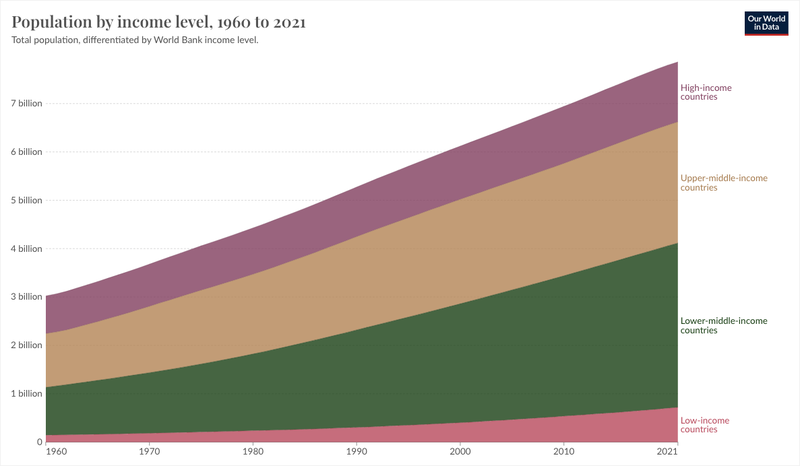 Population by income level, 1960 to 2021
Total population, differentiated by World Bank income level.
Our World
in Data
7 billion
6 billion
5 billion
4 billion
3 billion
2 billion
1 billion
0
High-income
countries
Upper-middle-income
countries
Lower-middle-income
countries
Low-income
countries
1960
1970
1980
1990
2000
2010
2021